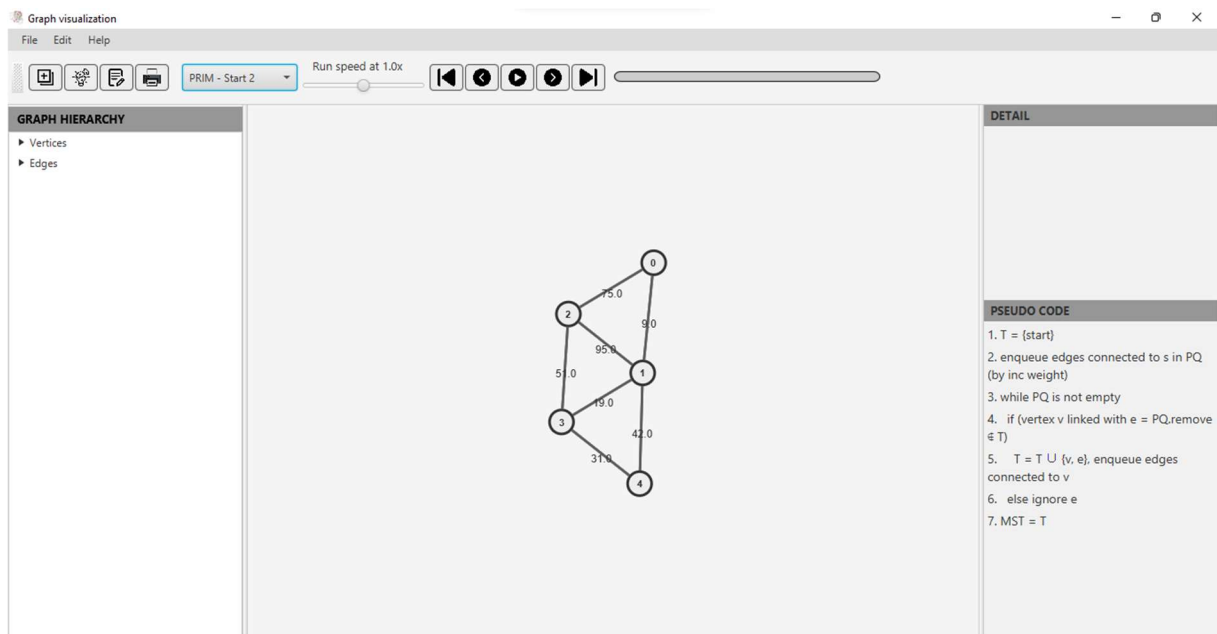 Graph visualization
File Edit Help
PRIM - Start 2
Run speed at 1.0x
GRAPH HIERARCHY
Vertices
Edges
0
75.0
2
9.0
95.0
51.0
1
19.0
3
42.0
31.0
4
DETAIL
PSEUDO CODE
1. T = {start}
2. enqueue edges connected to s in PQ
(by inc weight)
3. while PQ is not empty
4. if (vertex v linked with e = PQ.remove
∉ T)
5. T = T ∪ {v, e}, enqueue edges
connected to v
6. else ignore e
7. MST = T